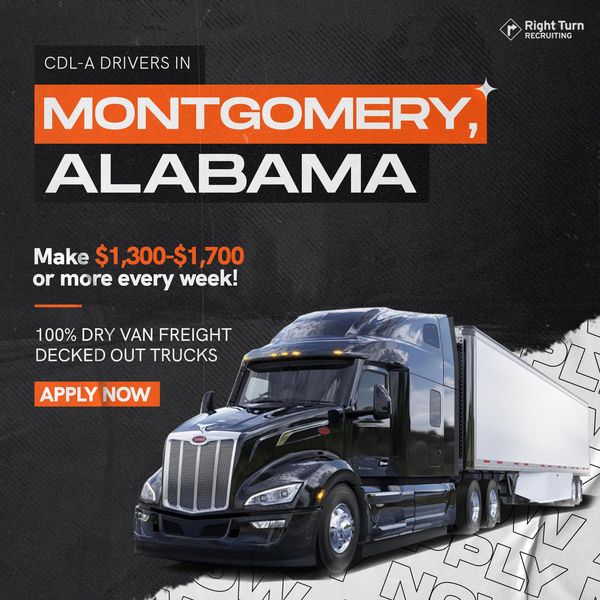 Right Turn
RECRUITING
CDL-A DRIVERS IN
MONTGOMERY,
ALABAMA
Make $1,300-$1,700
or more every week!
100% DRY VAN FREIGHT
DECKED OUT TRUCKS
APPLY NOW